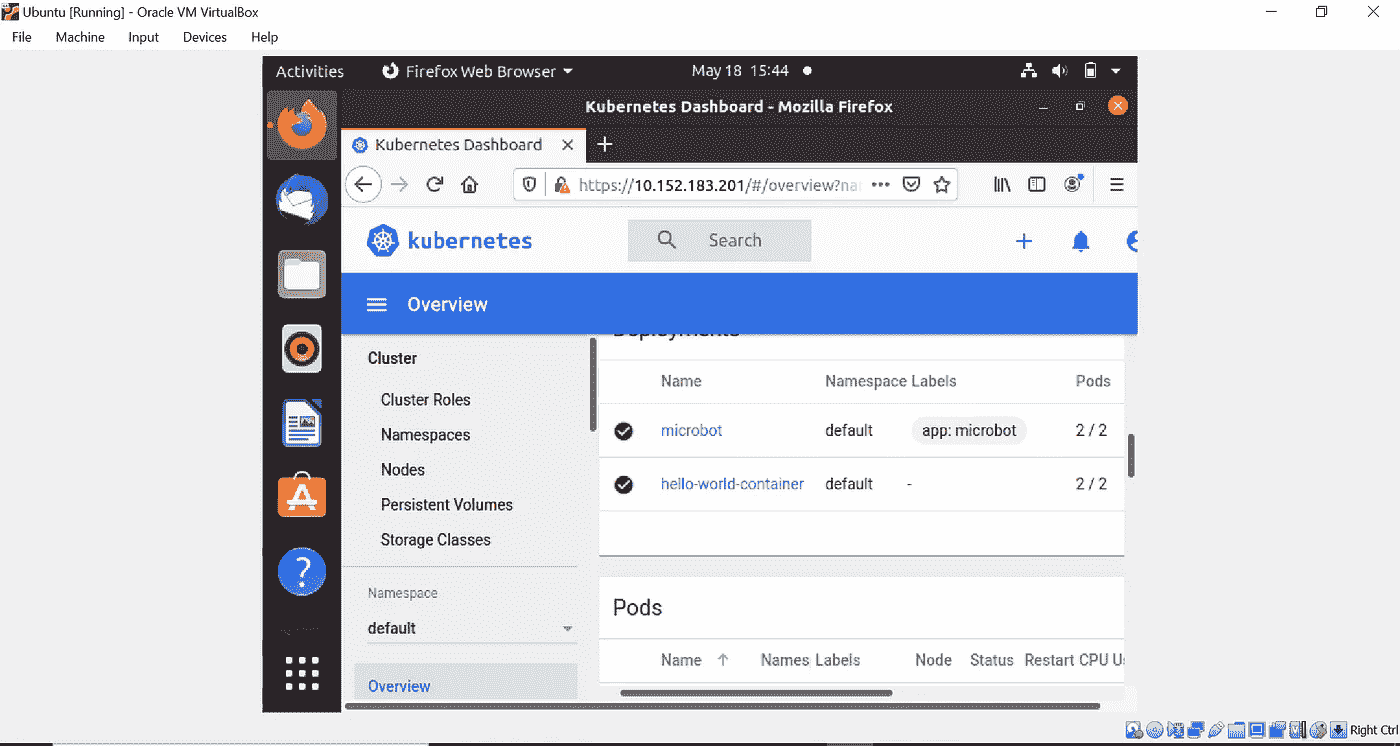 Ubuntu [Running] - Oracle VM VirtualBox
File Machine Input Devices Help
Activities Firefox Web Browser May 18 15:44
Kubernetes Dashboard - Mozilla Firefox
Kubernetes Dashboard
https://10.152.183.201/#/overview?na
kubernetes Search
Overview
Deployments
Cluster
Cluster Roles
Namespaces
Nodes
Persistent Volumes
Storage Classes
Namespace
default
Overview
Name Namespace Labels Pods
microbot default app: microbot 2 / 2
hello-world-container default - 2 / 2
Pods
Name Names Labels Node Status Restart CPU Us
Right Ctrl